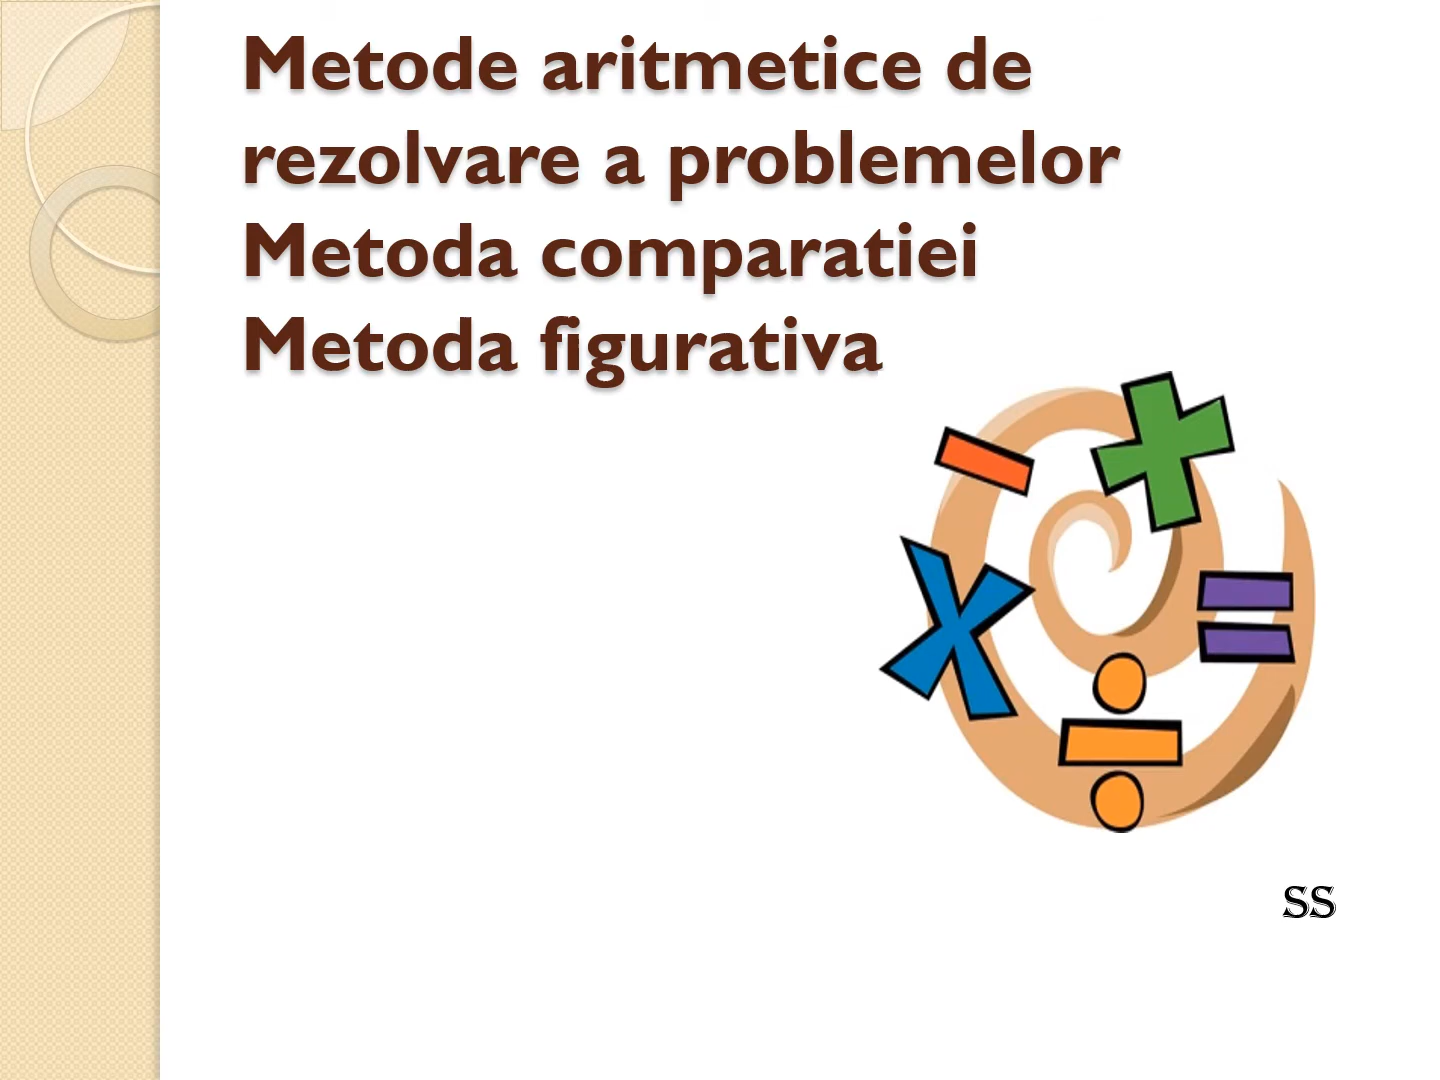 Metode aritmetice de
rezolvare a problemelor
Metoda comparatiei
Metoda figurativa
SS